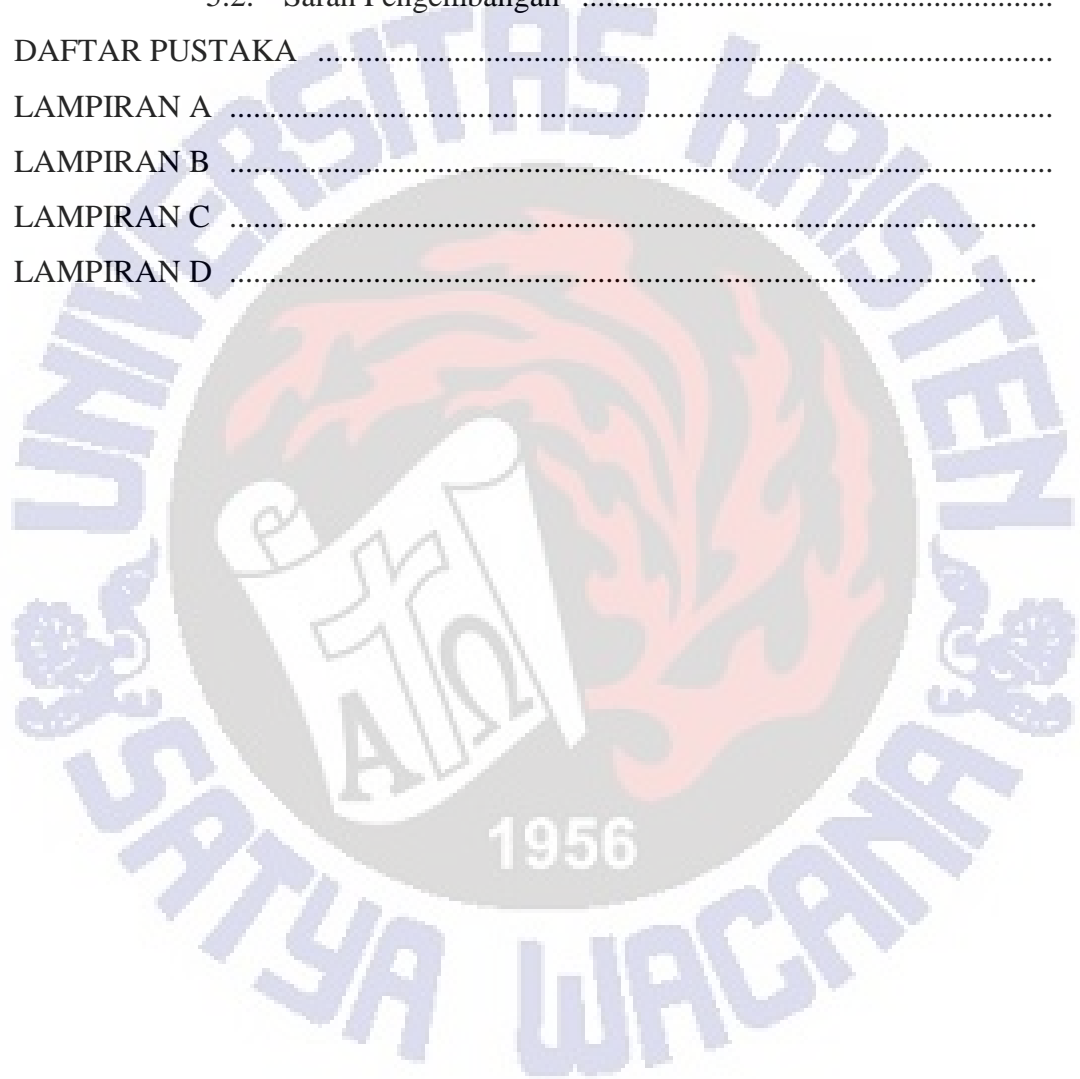 5.2. Saran Pengembangan ................................................................
DAFTAR PUSTAKA ................................................................
LAMPIRAN A ................................................................
LAMPIRAN B ................................................................
LAMPIRAN C ................................................................
LAMPIRAN D ................................................................
UNIVERSITAS KRISTEN
Α Ω
1956
SATYA WACANA